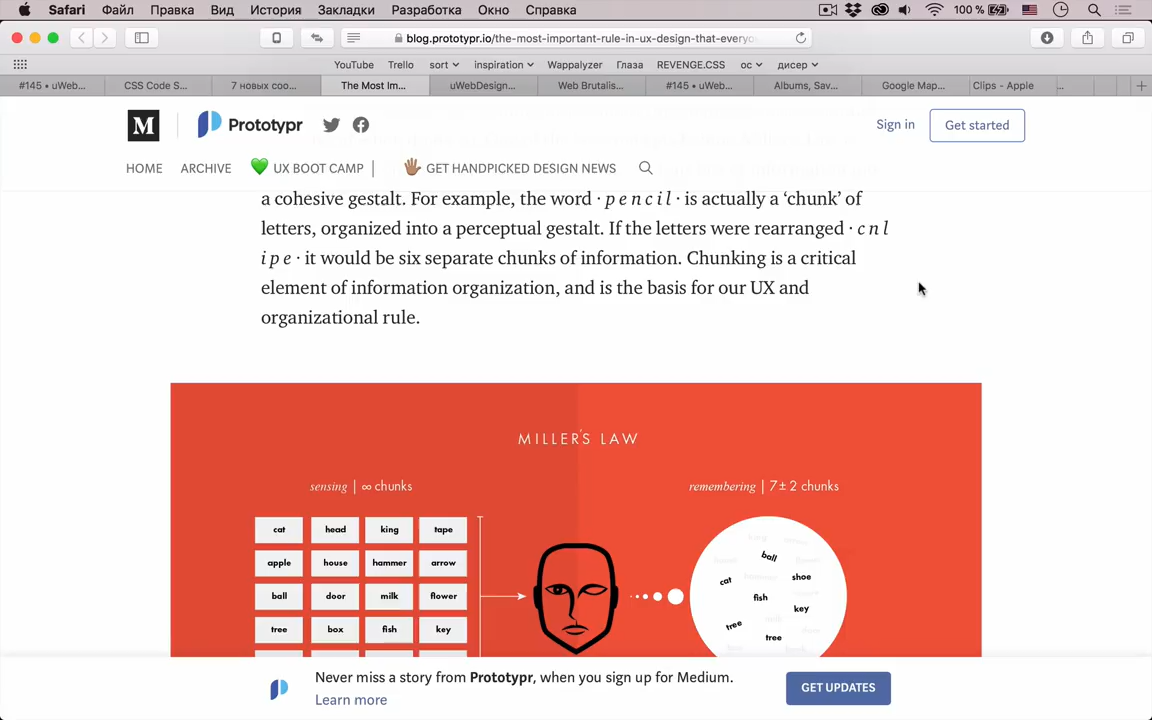 Safari Файл Правка Вид История Закладки Разработка Окно Справка 100 %
blog.prototypr.io/the-most-important-rule-in-ux-design-that-everyo
YouTube Trello sort inspiration Wappalyzer Глаза REVENGE.CSS ос дисер
#145 • uWeb... CSS Code S... 7 новых соо... The Most Im... uWebDesign... Web Brutalis... #145 • uWeb... Albums, Sav... Google Map... Clips - Apple ...
M Prototypr Sign in Get started
HOME ARCHIVE UX BOOT CAMP | GET HANDPICKED DESIGN NEWS
a cohesive gestalt. For example, the word · p e n c i l · is actually a ‘chunk’ of
letters, organized into a perceptual gestalt. If the letters were rearranged · c n l
i p e · it would be six separate chunks of information. Chunking is a critical
element of information organization, and is the basis for our UX and
organizational rule.
MILLER'S LAW
sensing | ∞ chunks
remembering | 7± 2 chunks
cat head king tape
apple house hammer arrow
ball door milk flower
tree box fish key
ball
cat shoe
fish
key
tree
tree
Never miss a story from Prototypr, when you sign up for Medium.
Learn more
GET UPDATES